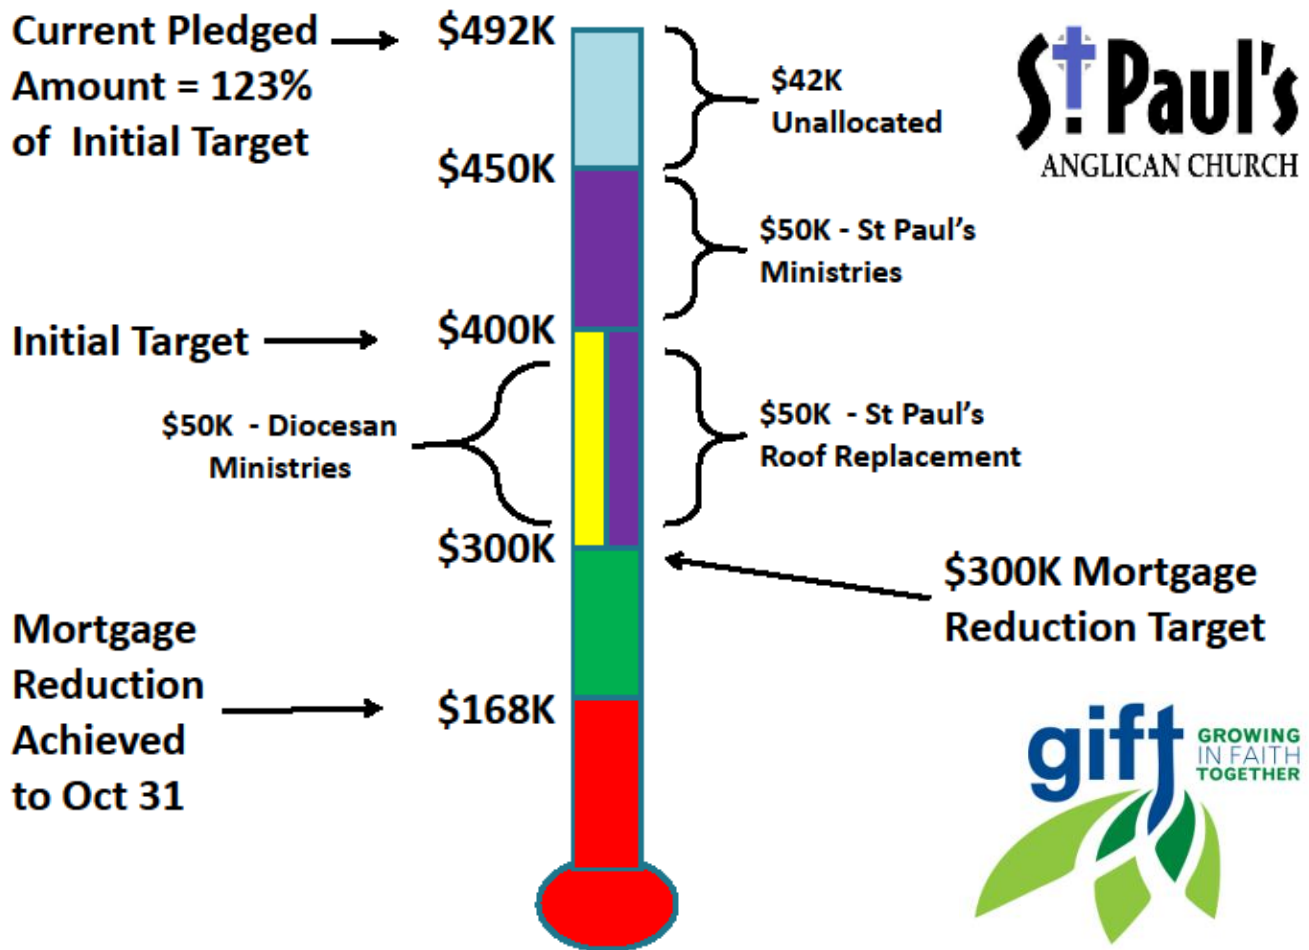 Current Pledged
Amount = 123%
of Initial Target
$492K
$42K
Unallocated
St Paul's
ANGLICAN CHURCH
$450K
$50K - St Paul’s
Ministries
Initial Target
$400K
$50K - Diocesan
Ministries
$50K - St Paul’s
Roof Replacement
$300K
$300K Mortgage
Reduction Target
Mortgage
Reduction
Achieved
to Oct 31
$168K
gift
GROWING
IN FAITH
TOGETHER